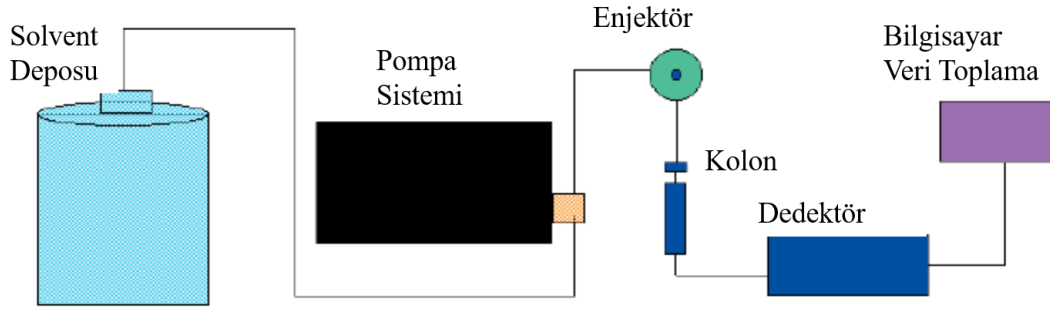 Solvent
Deposu
Pompa
Sistemi
Enjektör
Kolon
Dedektör
Bilgisayar
Veri Toplama